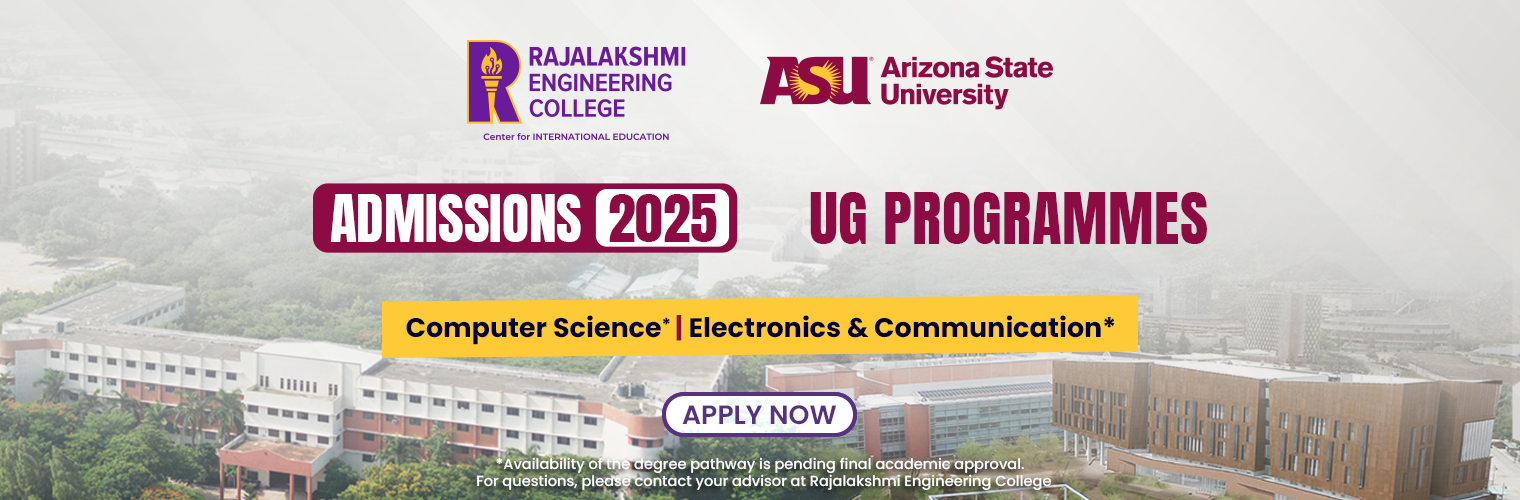 RAJALAKSHMI
ENGINEERING
COLLEGE
Center for INTERNATIONAL EDUCATION
ASU® Arizona State
University
ADMISSIONS 2025
UG PROGRAMMES
Computer Science* | Electronics & Communication*
APPLY NOW
*Availability of the degree pathway is pending final academic approval.
For questions, please contact your advisor at Rajalakshmi Engineering College